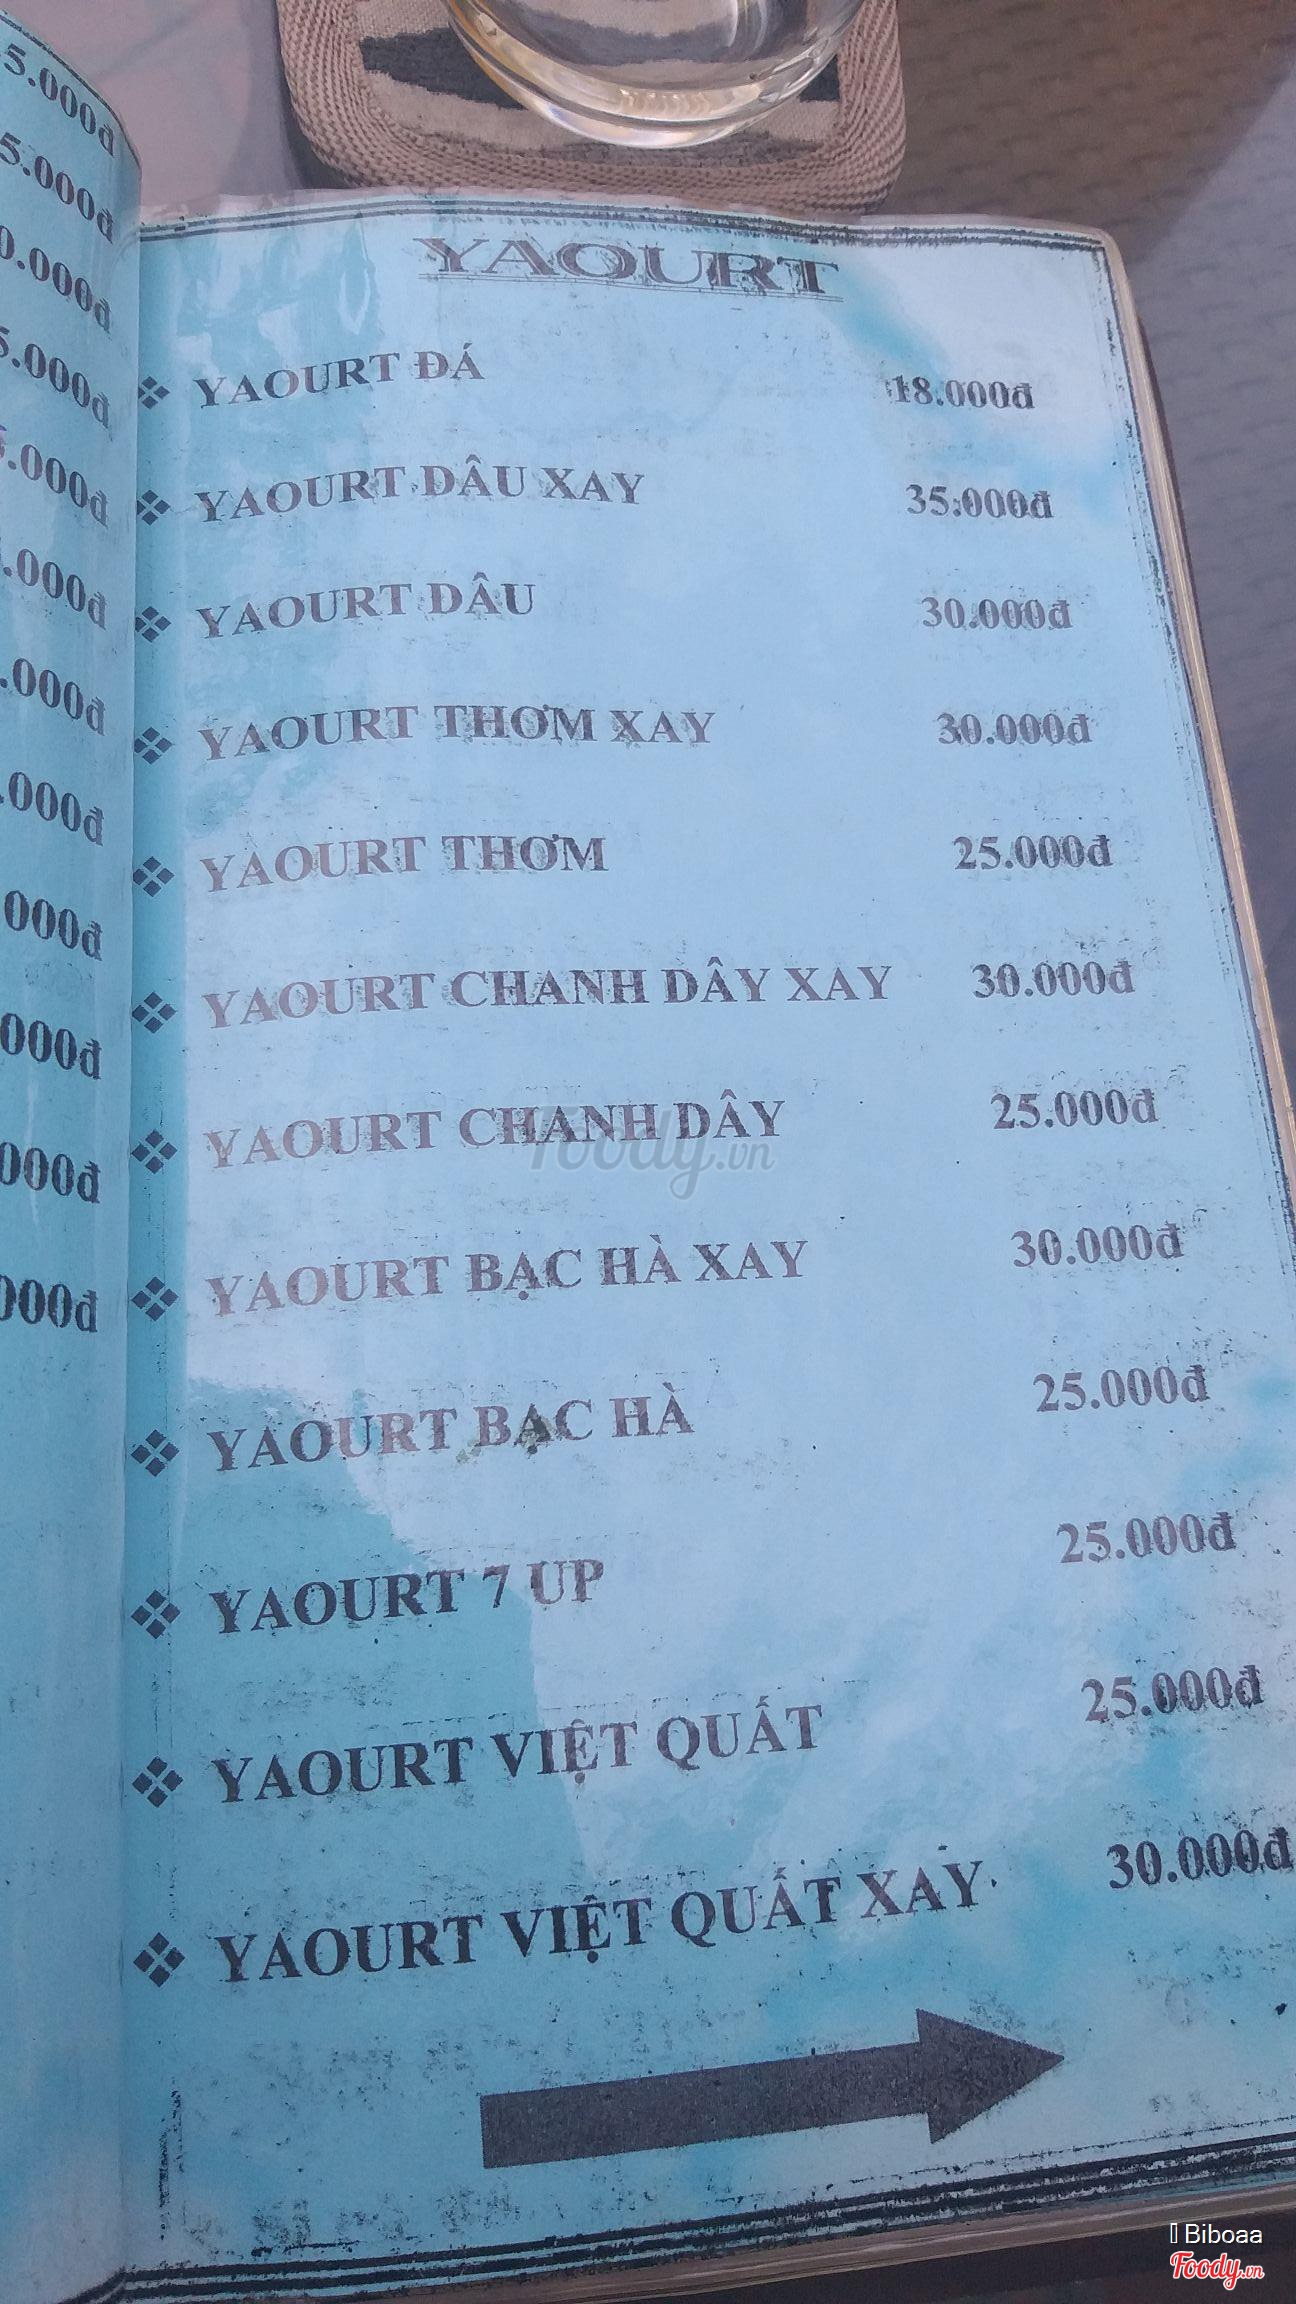 YAOURT
YAOURT ĐÁ 18.000đ
YAOURT DÂU XAY 35.000đ
YAOURT DÂU 30.000đ
YAOURT THƠM XAY 30.000đ
YAOURT THƠM 25.000đ
YAOURT CHANH DÂY XAY 30.000đ
YAOURT CHANH DÂY 25.000đ
YAOURT BẠC HÀ XAY 30.000đ
YAOURT BẠC HÀ 25.000đ
YAOURT 7 UP 25.000đ
YAOURT VIỆT QUẤT 25.000đ
YAOURT VIỆT QUẤT XAY 30.000đ
Foody.vn
Biboaa
Foody.vn